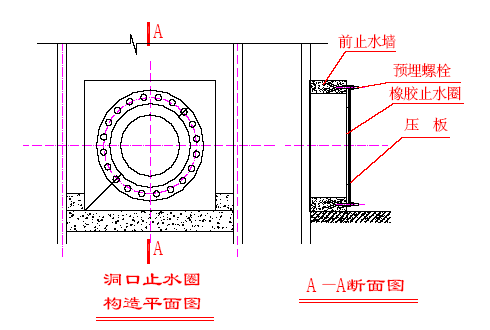 A
前止水墙
预埋螺栓
橡胶止水圈
压 板
A
洞口止水圈
构造平面图
A－A断面图